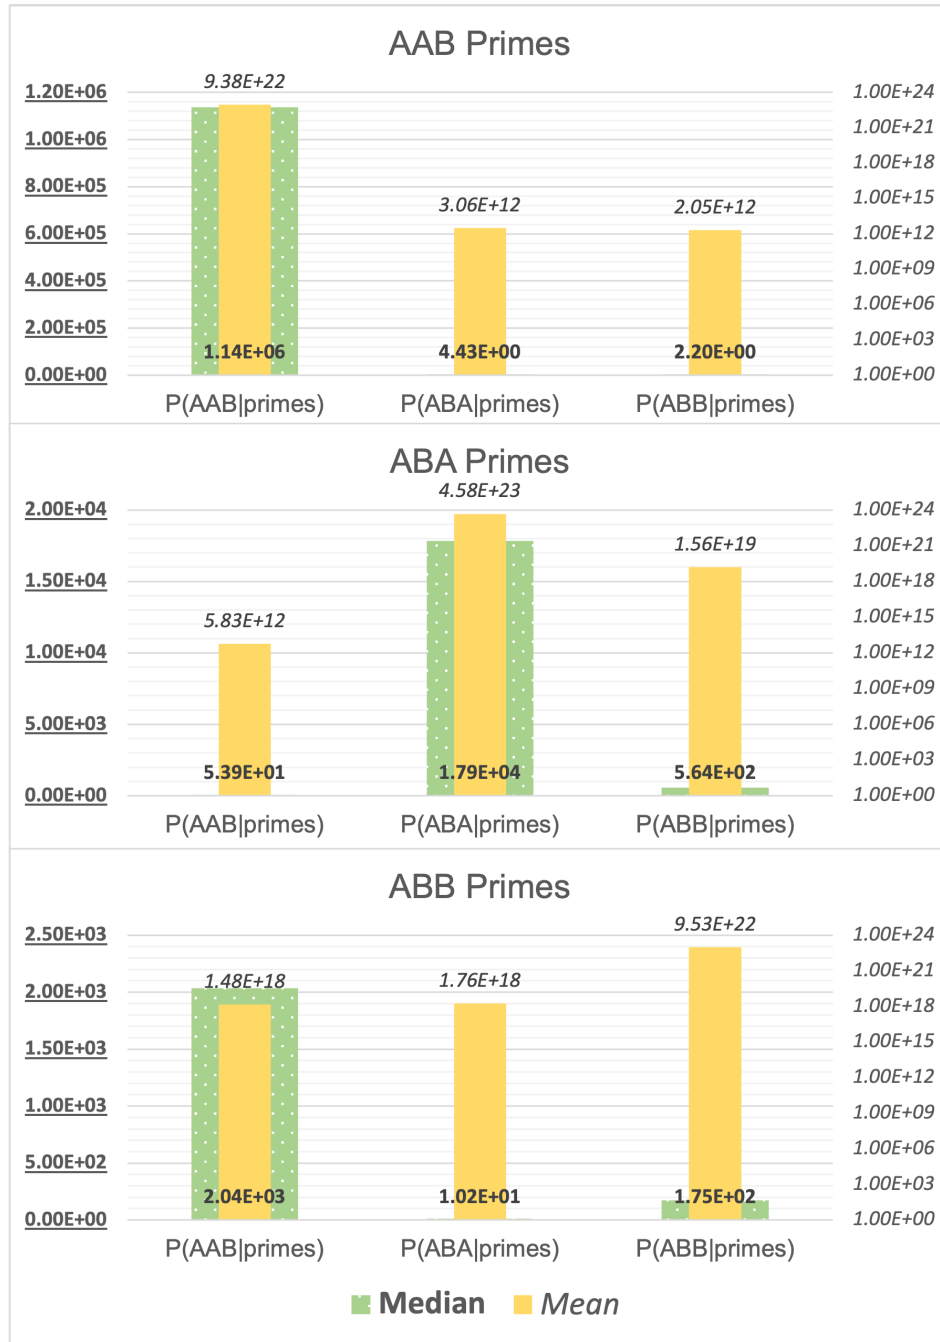 AAB Primes
9.38E+22
1.20E+06 1.00E+24
1.00E+06 1.00E+21
8.00E+05 1.00E+18
3.06E+12 2.05E+12 1.00E+15
6.00E+05 1.00E+12
4.00E+05 1.00E+09
1.00E+06
2.00E+05 1.00E+03
1.14E+06 4.43E+00 2.20E+00
0.00E+00 1.00E+00
P(AAB|primes) P(ABA|primes) P(ABB|primes)
ABA Primes
4.58E+23
2.00E+04 1.00E+24
1.56E+19 1.00E+21
1.50E+04 1.00E+18
5.83E+12 1.00E+15
1.00E+04 1.00E+12
1.00E+09
5.00E+03 1.00E+06
5.39E+01 1.79E+04 5.64E+02 1.00E+03
0.00E+00 1.00E+00
P(AAB|primes) P(ABA|primes) P(ABB|primes)
ABB Primes
9.53E+22
2.50E+03 1.00E+24
1.48E+18 1.76E+18 1.00E+21
2.00E+03 1.00E+18
1.50E+03 1.00E+15
1.00E+12
1.00E+03 1.00E+09
5.00E+02 1.00E+06
2.04E+03 1.02E+01 1.75E+02 1.00E+03
0.00E+00 1.00E+00
P(AAB|primes) P(ABA|primes) P(ABB|primes)
Median Mean